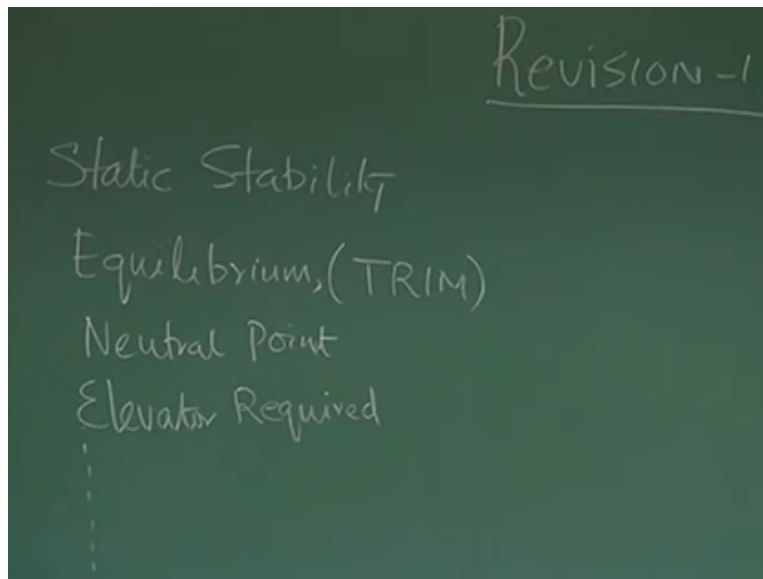 Revision-1
Static Stability
Equilibrium, (TRIM)
Neutral Point
Elevator Required